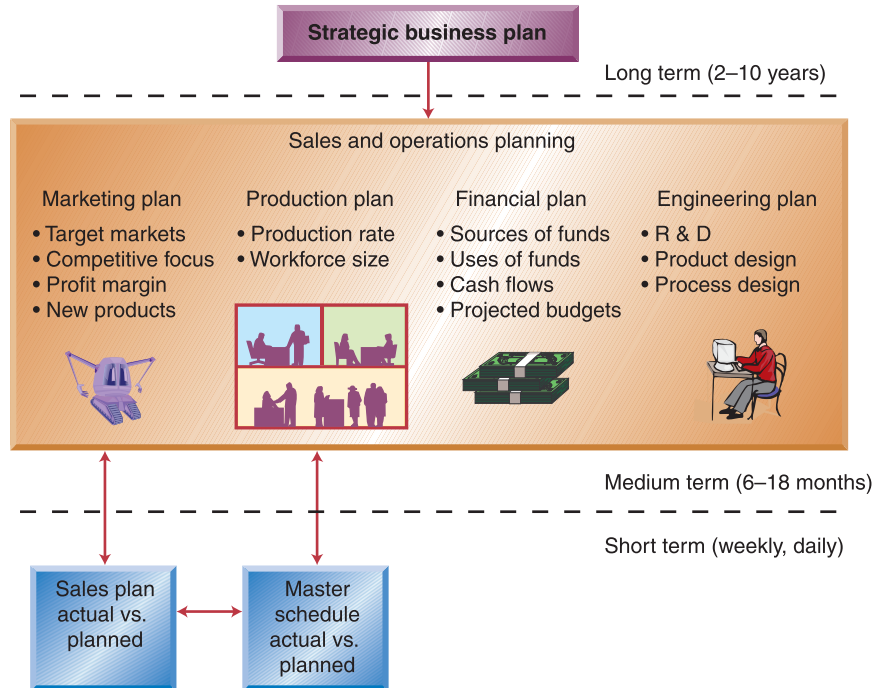 Strategic business plan
Long term (2–10 years)
Sales and operations planning
Marketing plan
• Target markets
• Competitive focus
• Profit margin
• New products
Production plan
• Production rate
• Workforce size
Financial plan
• Sources of funds
• Uses of funds
• Cash flows
• Projected budgets
Engineering plan
• R & D
• Product design
• Process design
Medium term (6–18 months)
Short term (weekly, daily)
Sales plan
actual vs.
planned
Master
schedule
actual vs.
planned